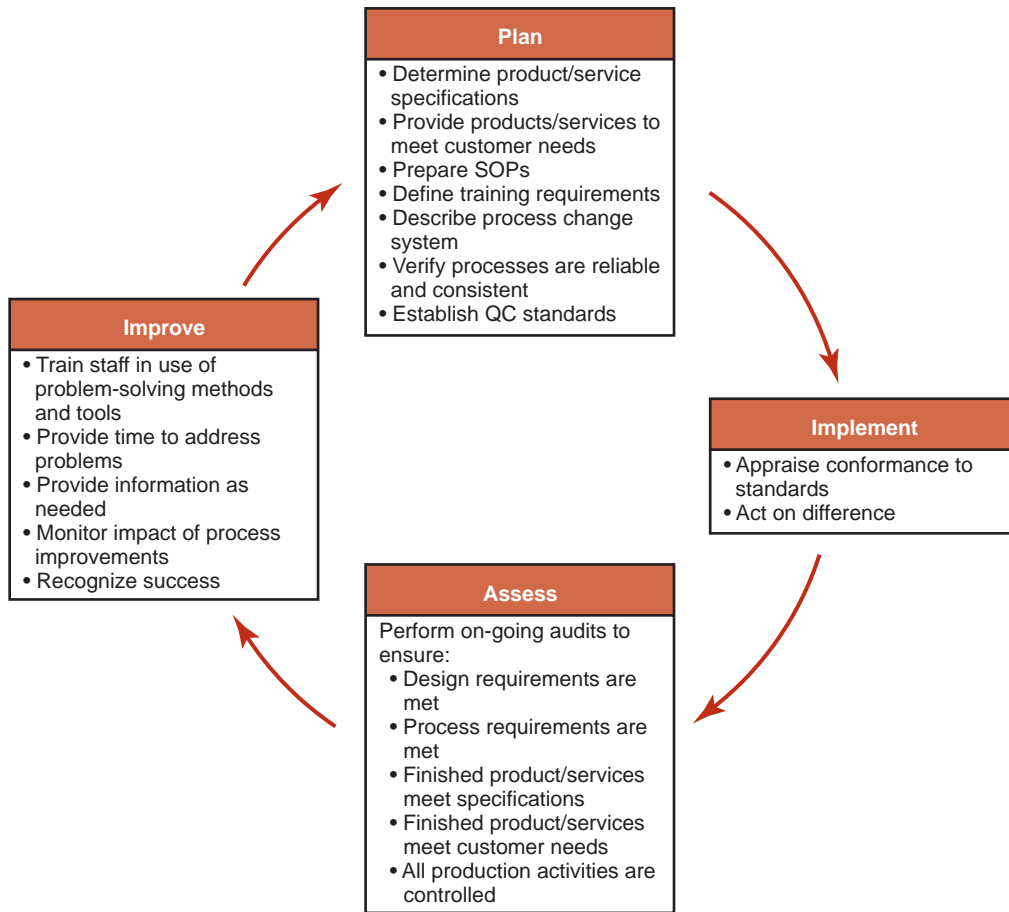 Plan
• Determine product/service
specifications
• Provide products/services to
meet customer needs
• Prepare SOPs
• Define training requirements
• Describe process change
system
• Verify processes are reliable
and consistent
• Establish QC standards
Implement
• Appraise conformance to
standards
• Act on difference
Assess
Perform on-going audits to
ensure:
• Design requirements are
met
• Process requirements are
met
• Finished product/services
meet specifications
• Finished product/services
meet customer needs
• All production activities are
controlled
Improve
• Train staff in use of
problem-solving methods
and tools
• Provide time to address
problems
• Provide information as
needed
• Monitor impact of process
improvements
• Recognize success